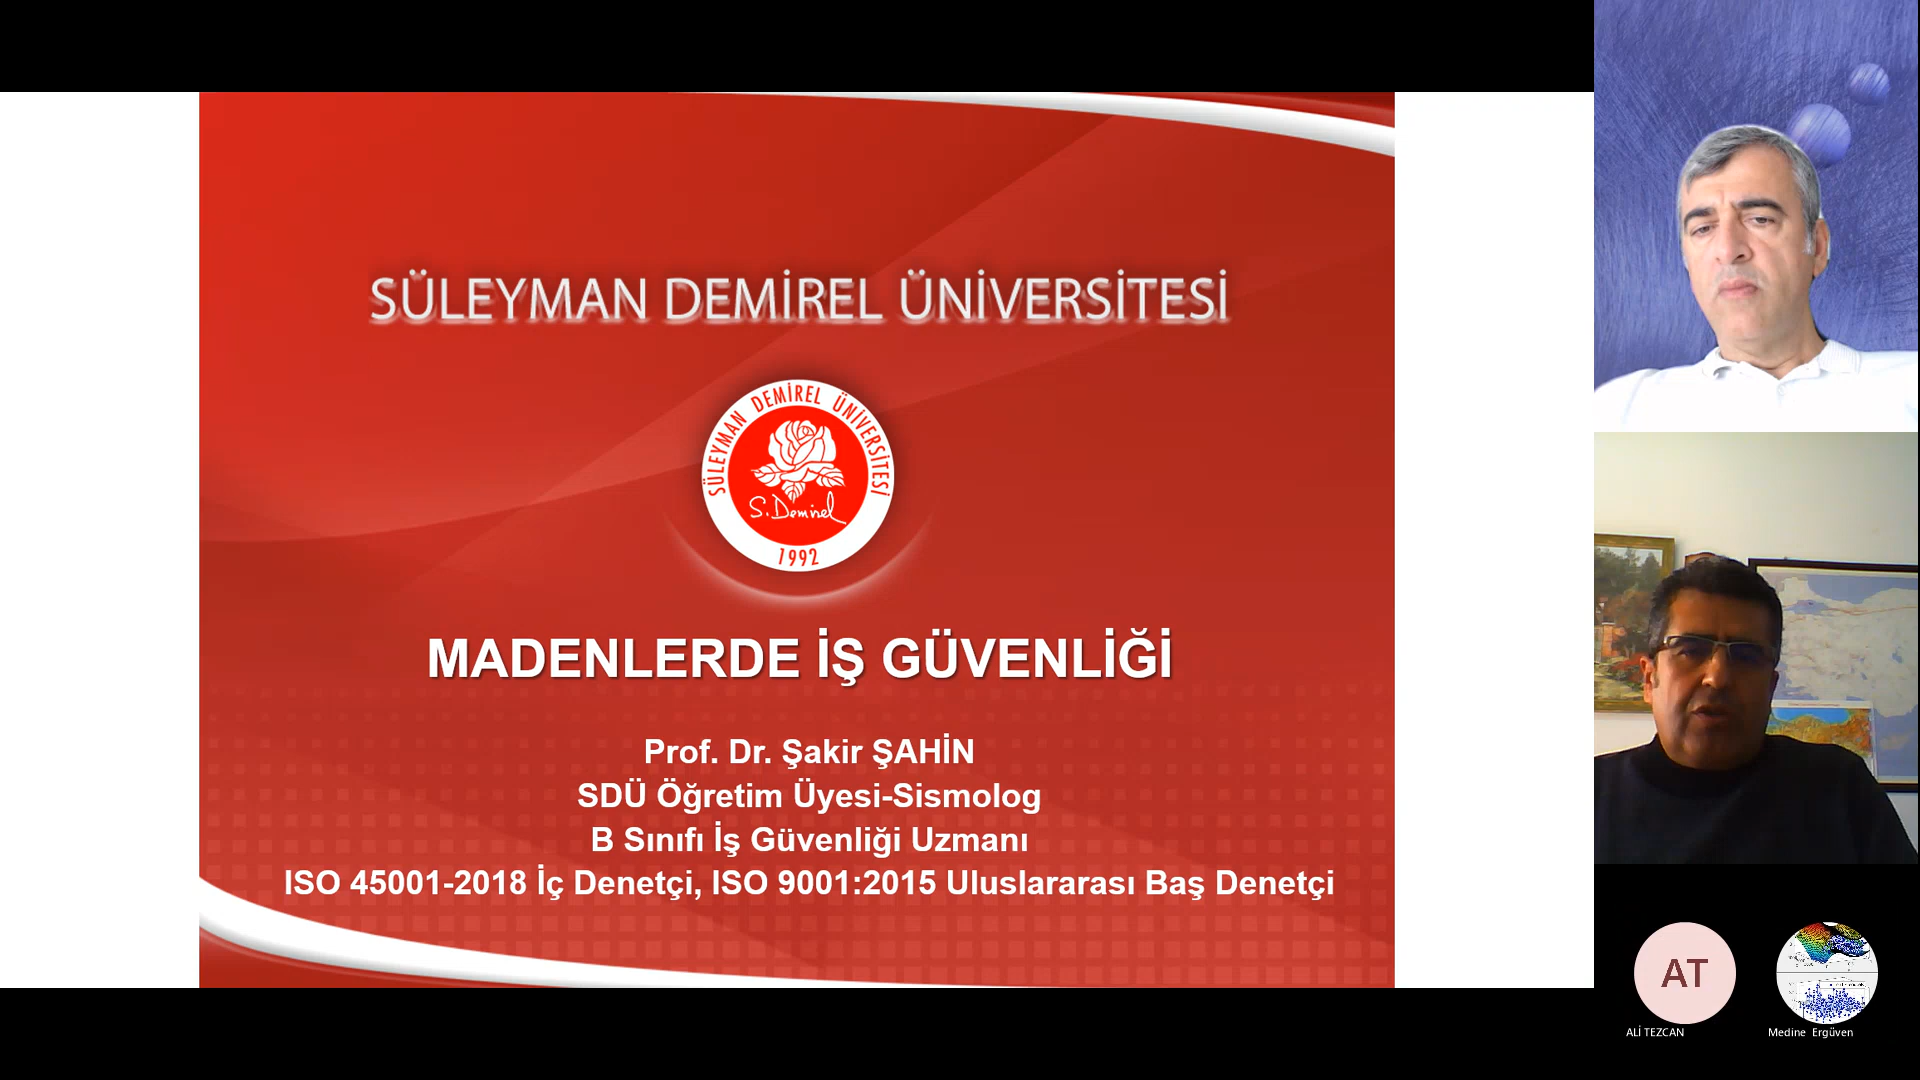 SÜLEYMAN DEMİREL ÜNİVERSİTESİ
SÜLEYMAN DEMİREL ÜNİVERSİTESİ
S. Demirel
1992
MADENLERDE İŞ GÜVENLİĞİ
Prof. Dr. Şakir ŞAHİN
SDÜ Öğretim Üyesi-Sismolog
B Sınıfı İş Güvenliği Uzmanı
ISO 45001-2018 İç Denetçi, ISO 9001:2015 Uluslararası Baş Denetçi
AT
ALİ TEZCAN
Medine Ergüven